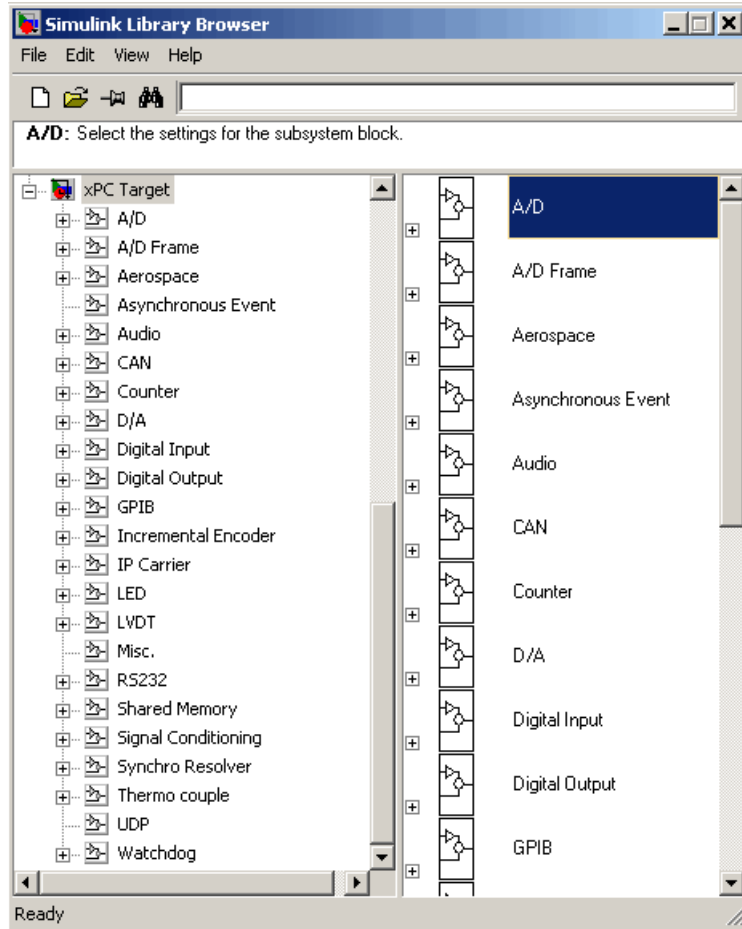 Simulink Library Browser
File Edit View Help
A/D: Select the settings for the subsystem block.
xPC Target
A/D
A/D Frame
Aerospace
Asynchronous Event
Audio
CAN
Counter
D/A
Digital Input
Digital Output
GPIB
Incremental Encoder
IP Carrier
LED
LVDT
Misc.
RS232
Shared Memory
Signal Conditioning
Synchro Resolver
Thermo couple
UDP
Watchdog
A/D
A/D Frame
Aerospace
Asynchronous Event
Audio
CAN
Counter
D/A
Digital Input
Digital Output
GPIB
Ready